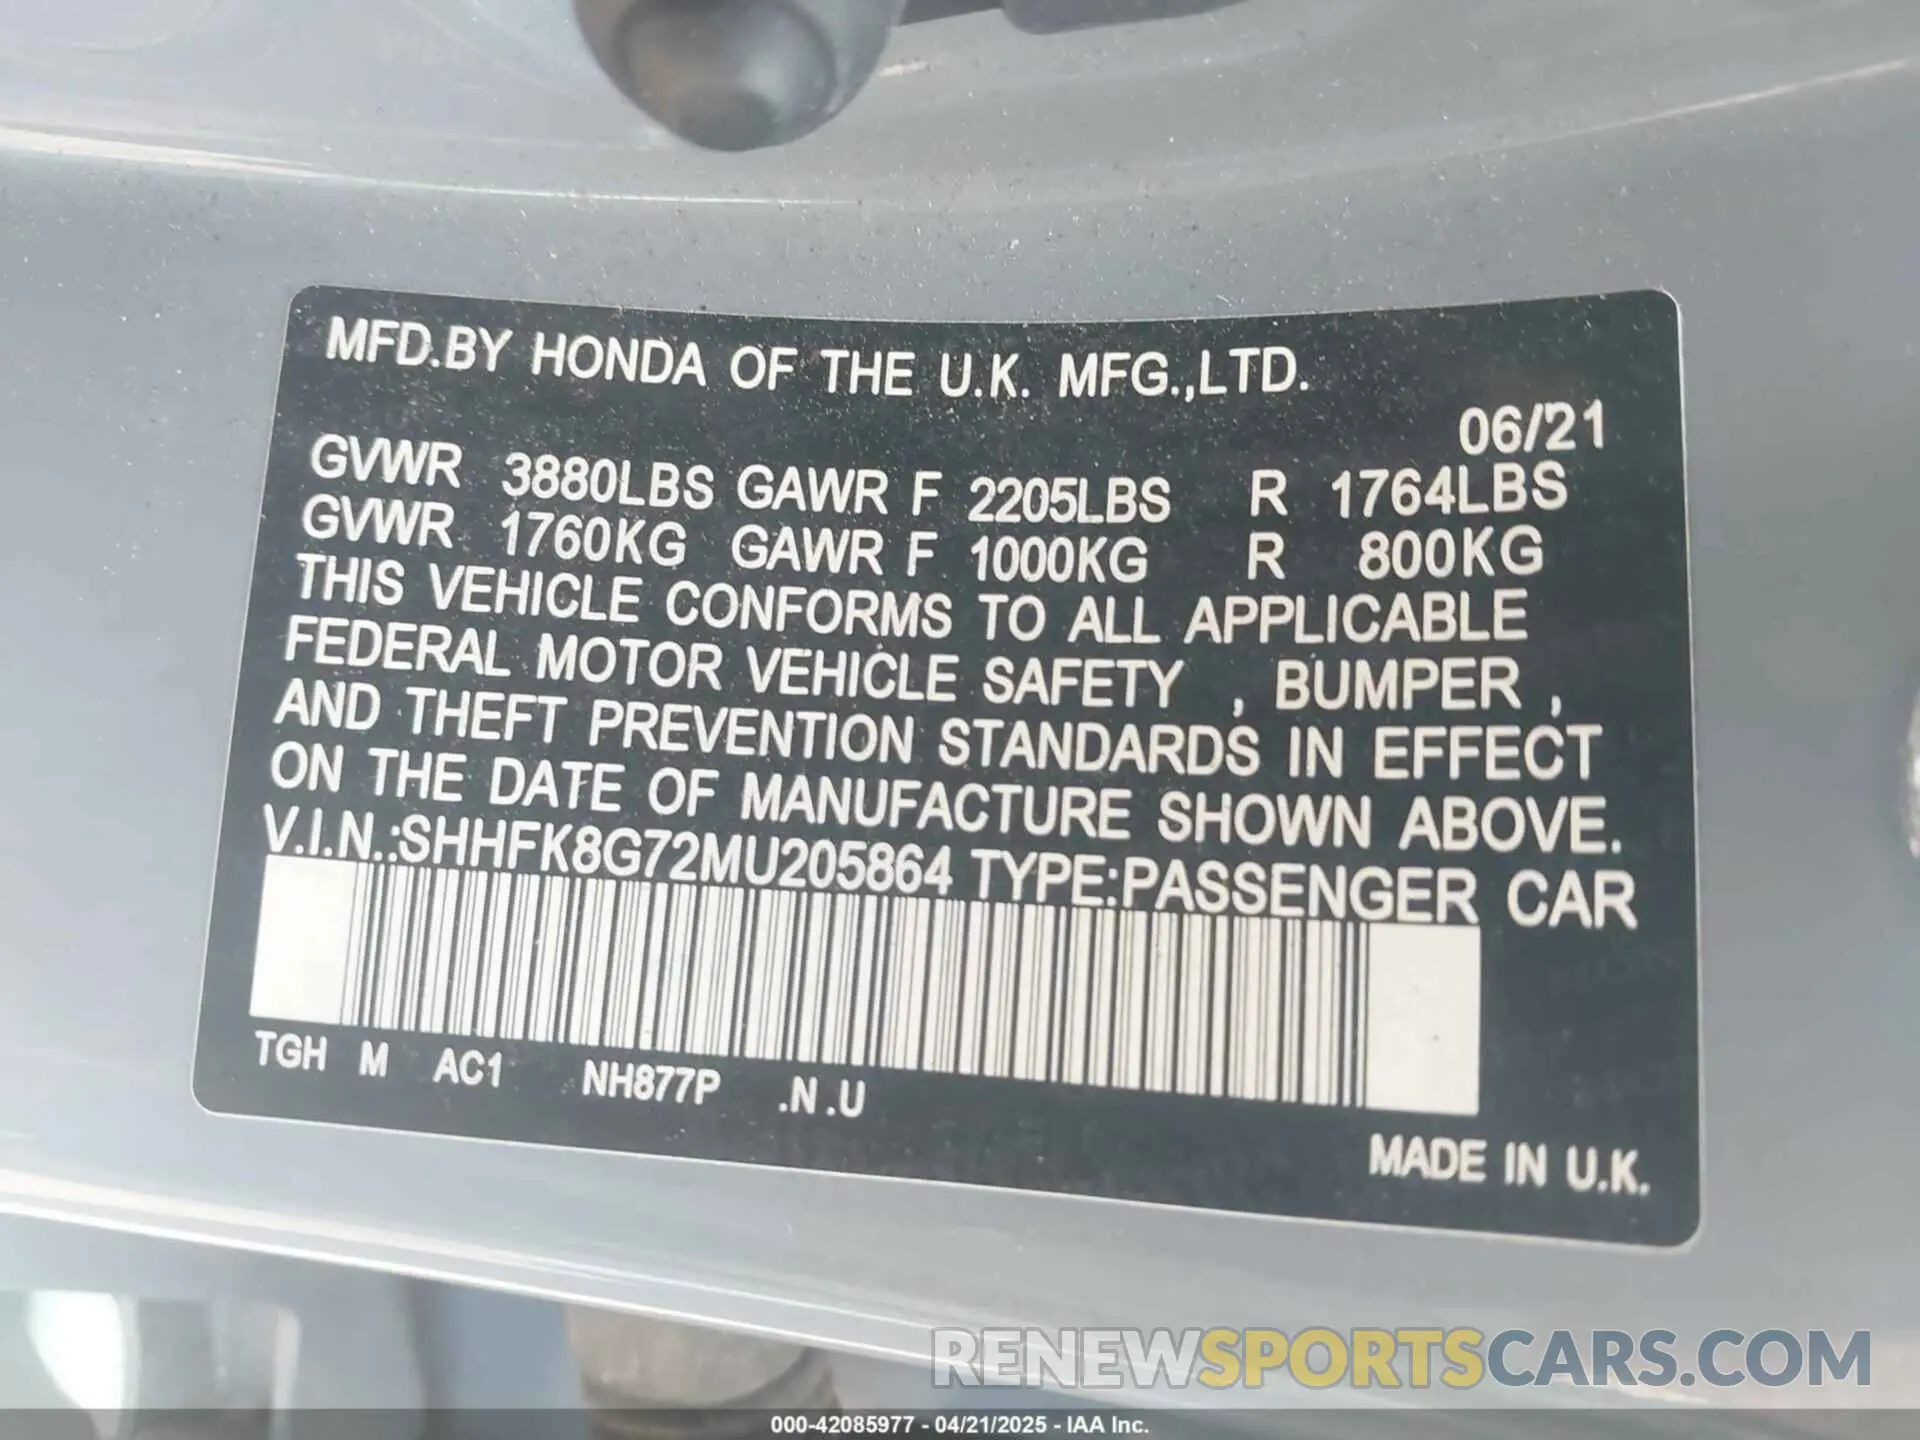 MFD.BY HONDA OF THE U.K. MFG.,LTD.
06/21
GVWR 3880LBS GAWR F 2205LBS R 1764LBS
GVWR 1760KG GAWR F 1000KG R 800KG
THIS VEHICLE CONFORMS TO ALL APPLICABLE
FEDERAL MOTOR VEHICLE SAFETY , BUMPER ,
AND THEFT PREVENTION STANDARDS IN EFFECT
ON THE DATE OF MANUFACTURE SHOWN ABOVE.
V.I.N.:SHHFK8G72MU205864 TYPE:PASSENGER CAR
TGH M AC1 NH877P .N .U
MADE IN U.K.
RENEWSPORTSCARS.COM
000-42085977 - 04/21/2025 - IAA Inc.